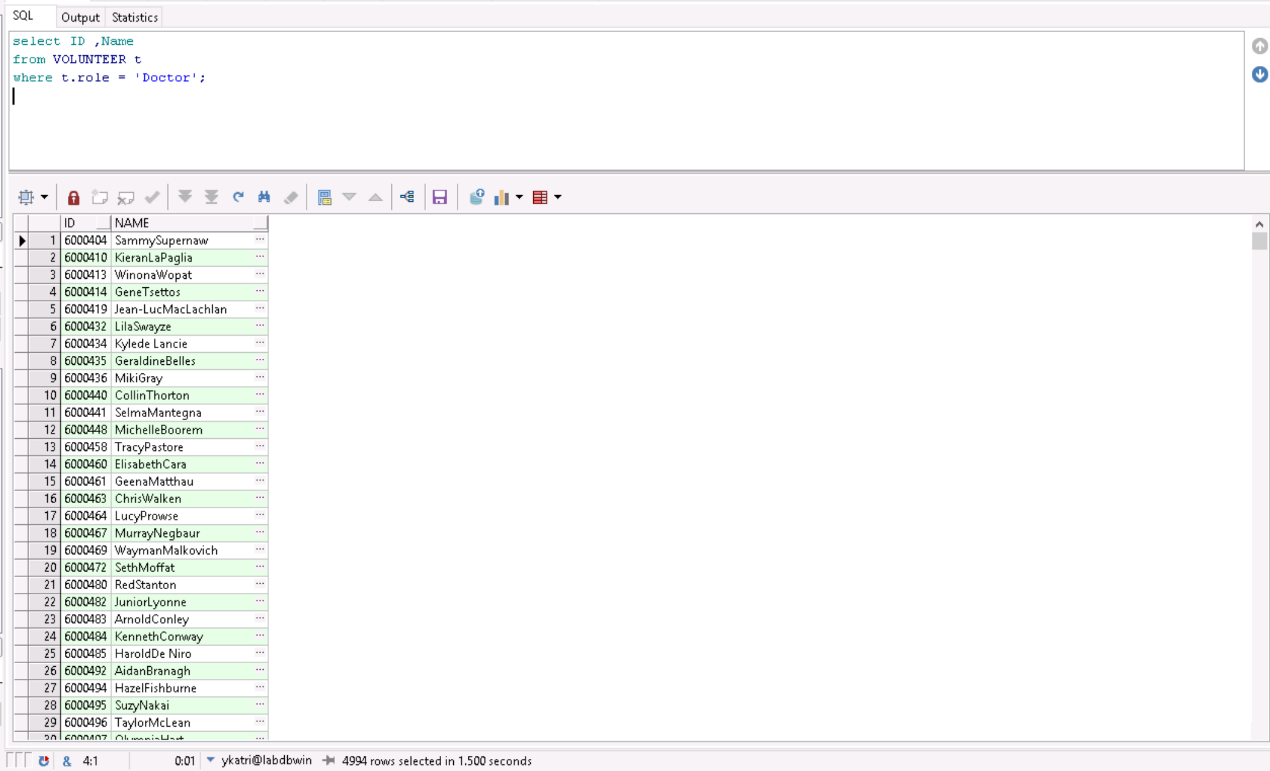 SQL Output Statistics
select ID ,Name
from VOLUNTEER t
where t.role = 'Doctor';
ID NAME
1 6000404 SammySupernaw ...
2 6000410 KieranLaPaglia ...
3 6000413 WinonaWopat ...
4 6000414 GeneTsettos ...
5 6000419 Jean-LucMacLachlan ...
6 6000432 LilaSwayze ...
7 6000434 Kylede Lancie ...
8 6000435 GeraldineBelles ...
9 6000436 MikiGray ...
10 6000440 CollinThorton ...
11 6000441 SelmaMantegna ...
12 6000448 MichelleBoorem ...
13 6000458 TracyPastore ...
14 6000460 ElisabethCara ...
15 6000461 GeenaMatthau ...
16 6000463 ChrisWalken ...
17 6000464 LucyProwse ...
18 6000467 MurrayNegbaur ...
19 6000469 WaymanMalkovich ...
20 6000472 SethMoffat ...
21 6000480 RedStanton ...
22 6000482 JuniorLyonne ...
23 6000483 ArnoldConley ...
24 6000484 KennethConway ...
25 6000485 HaroldDe Niro ...
26 6000492 AidanBranagh ...
27 6000494 HazelFishburne ...
28 6000495 SuzyNakai ...
29 6000496 TaylorMcLean ...
30 6000497 OlympiaHart ...
& 4:1 0:01 ykatri@labdbwin 4994 rows selected in 1.500 seconds